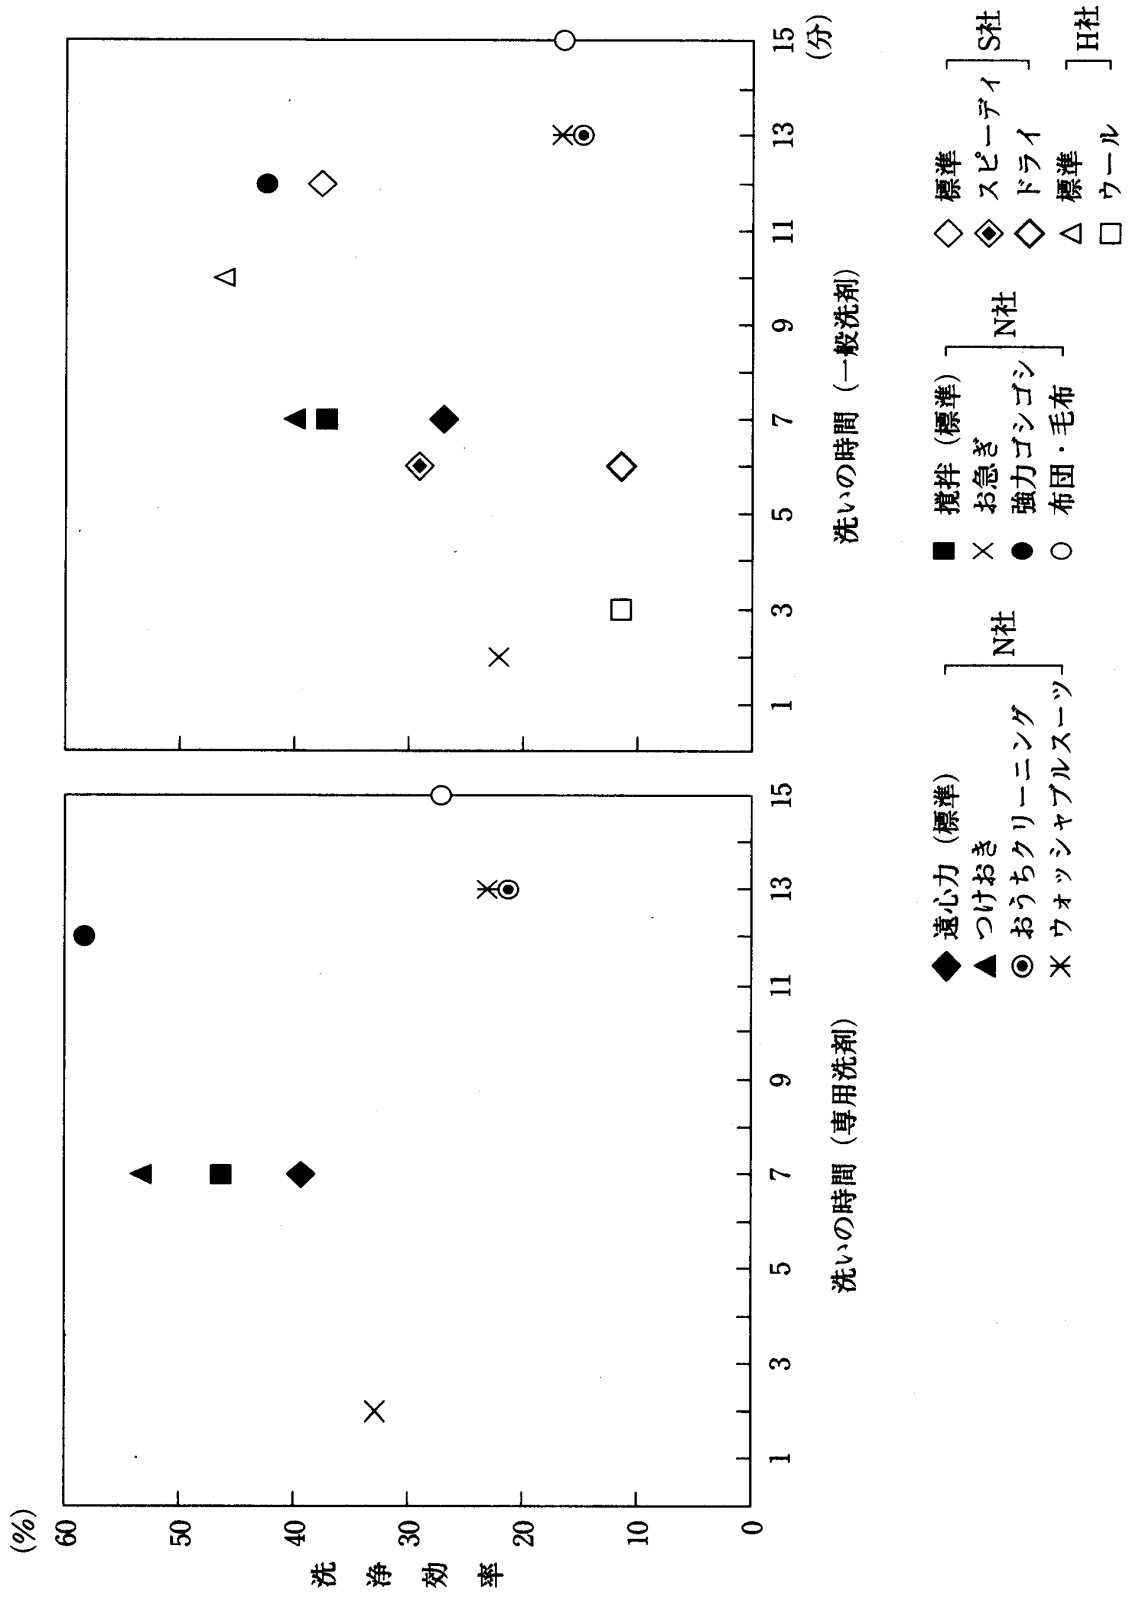 (%)
60
50
40
30
20
10
0
洗浄効率
1
3
5
7
9
11
13
15
洗いの時間（専用洗剤）
1
3
5
7
9
11
13
15
(分)
洗いの時間（一般洗剤）
◆ 遠心力（標準）
▲ つけおき
◉ おうちクリーニング
＊ ウォッシャブルスーツ
N社
■ 撹拌（標準）
× お急ぎ
● 強力ゴシゴシ
○ 布団・毛布
N社
◇ 標準
◈ スピーディ
◇ ドライ
S社
△ 標準
□ ウール
H社